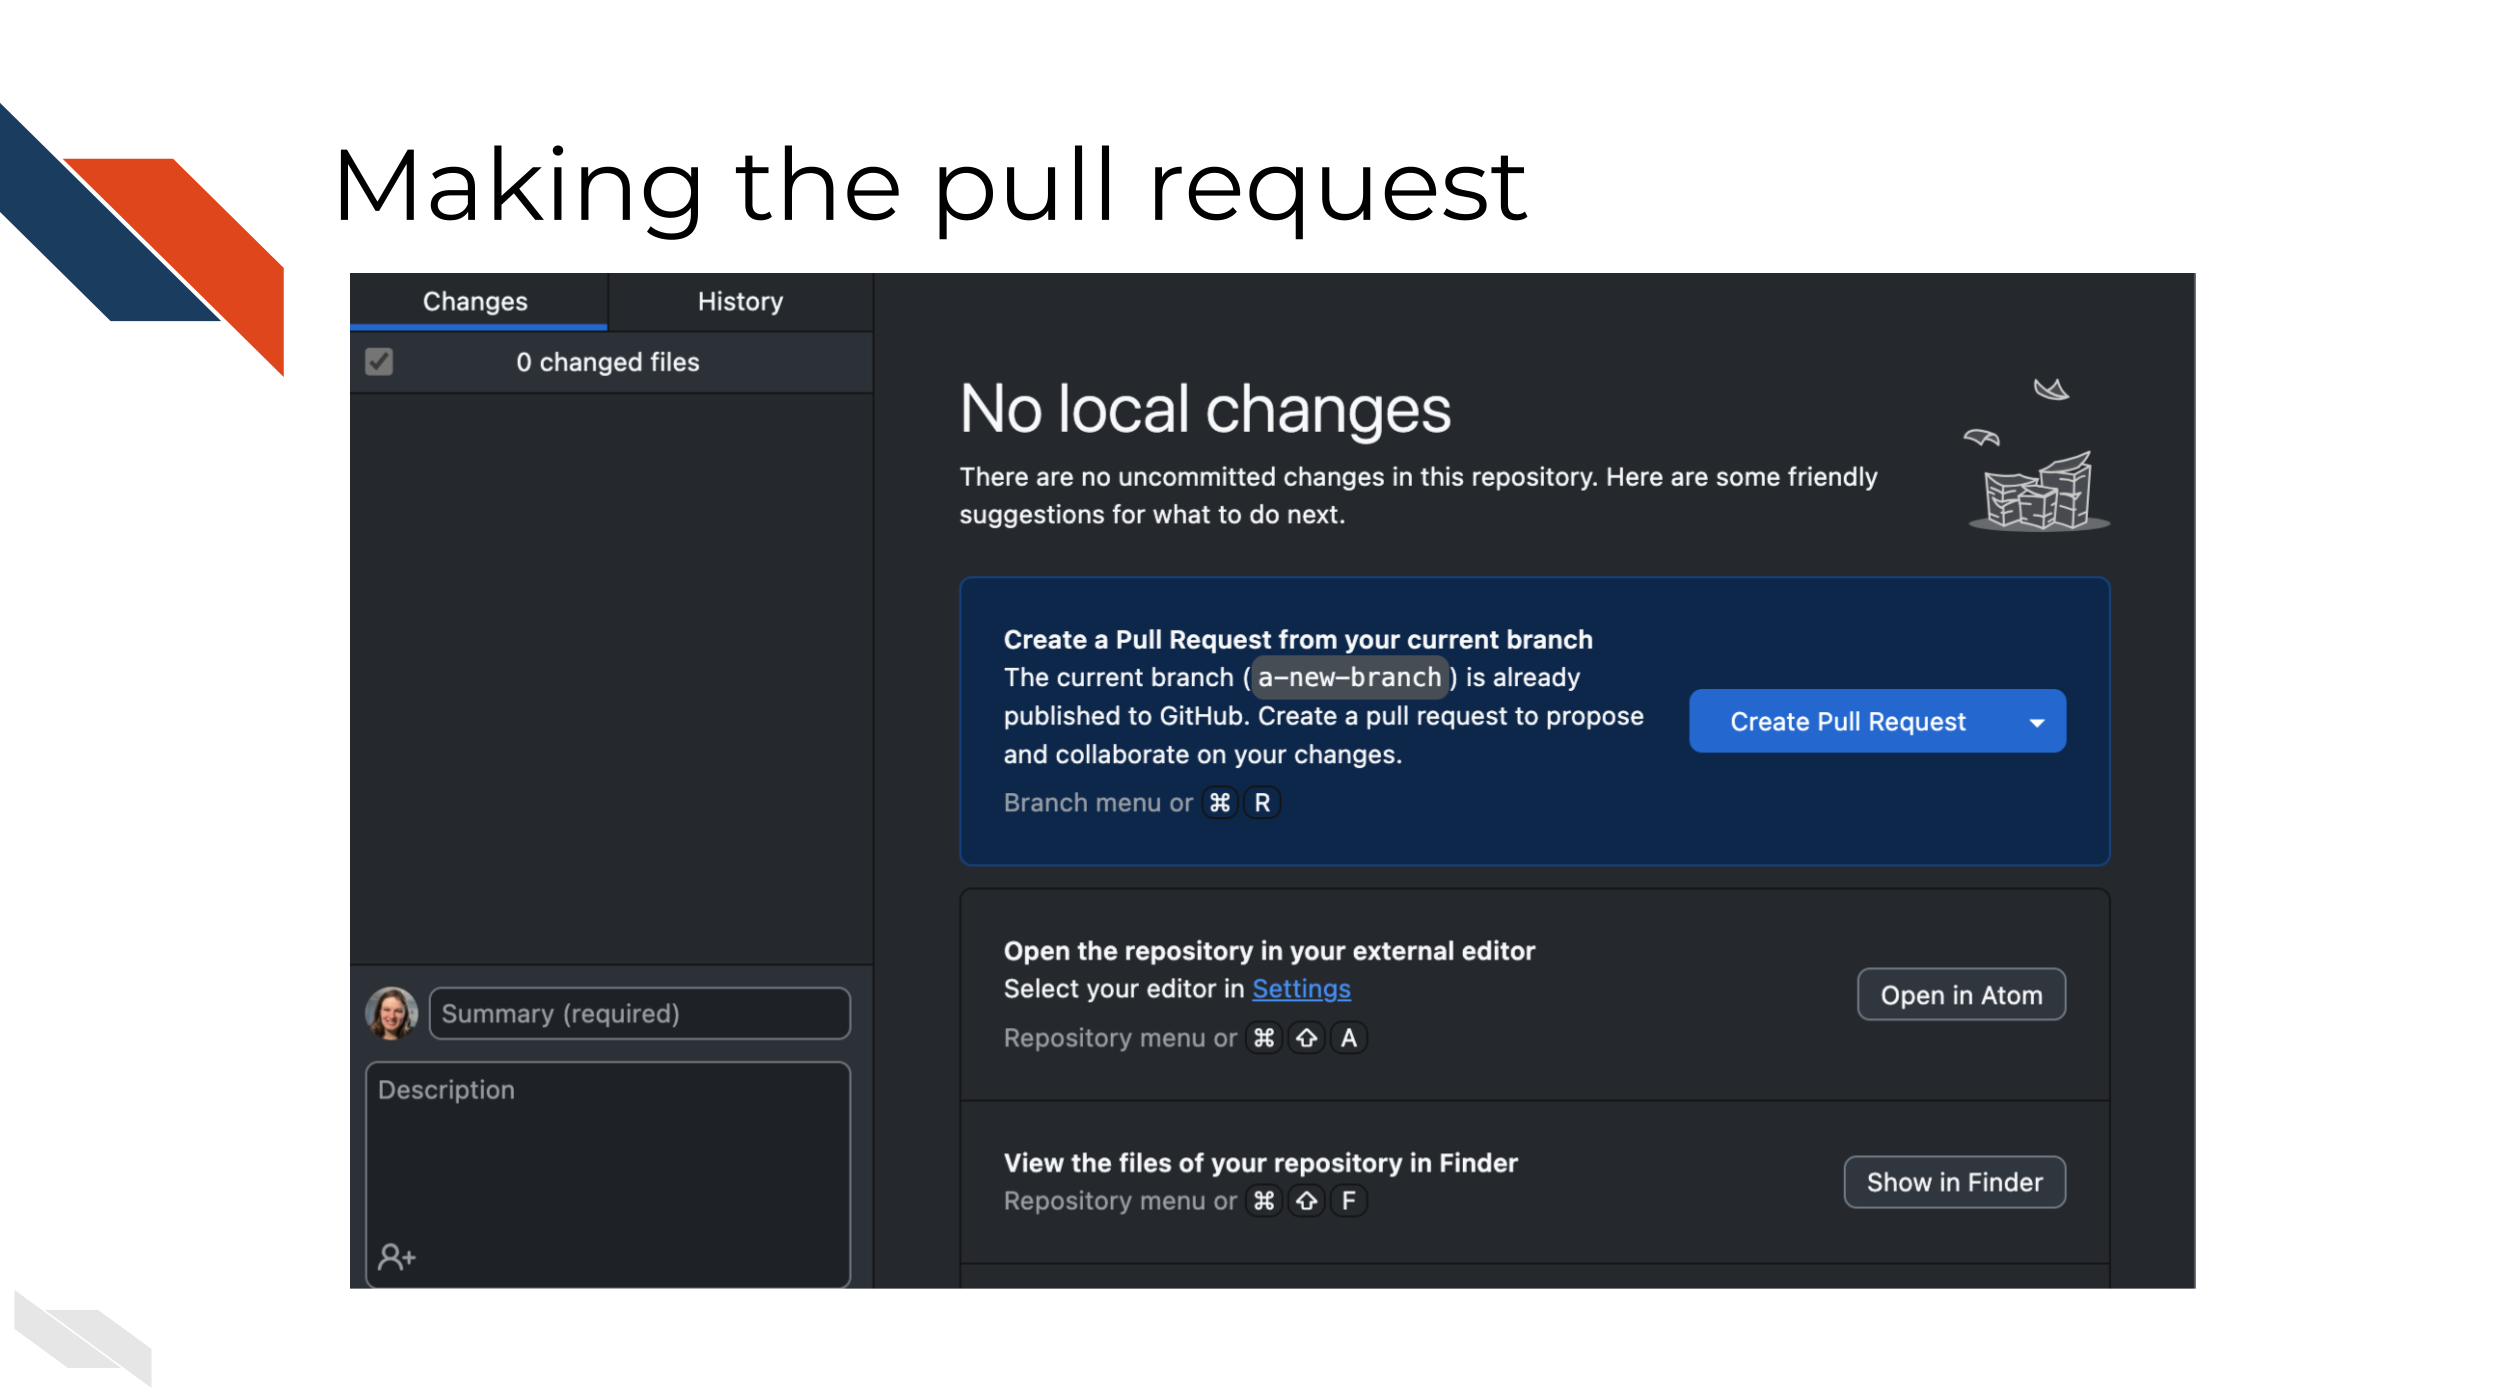 Making the pull request
Changes
History
0 changed files
No local changes
There are no uncommitted changes in this repository. Here are some friendly
suggestions for what to do next.
Create a Pull Request from your current branch
The current branch ( a-new-branch ) is already
published to GitHub. Create a pull request to propose
and collaborate on your changes.
Branch menu or ⌘ R
Create Pull Request
Open the repository in your external editor
Select your editor in Settings
Repository menu or ⌘ ⇧ A
Open in Atom
View the files of your repository in Finder
Repository menu or ⌘ ⇧ F
Show in Finder
Summary (required)
Description